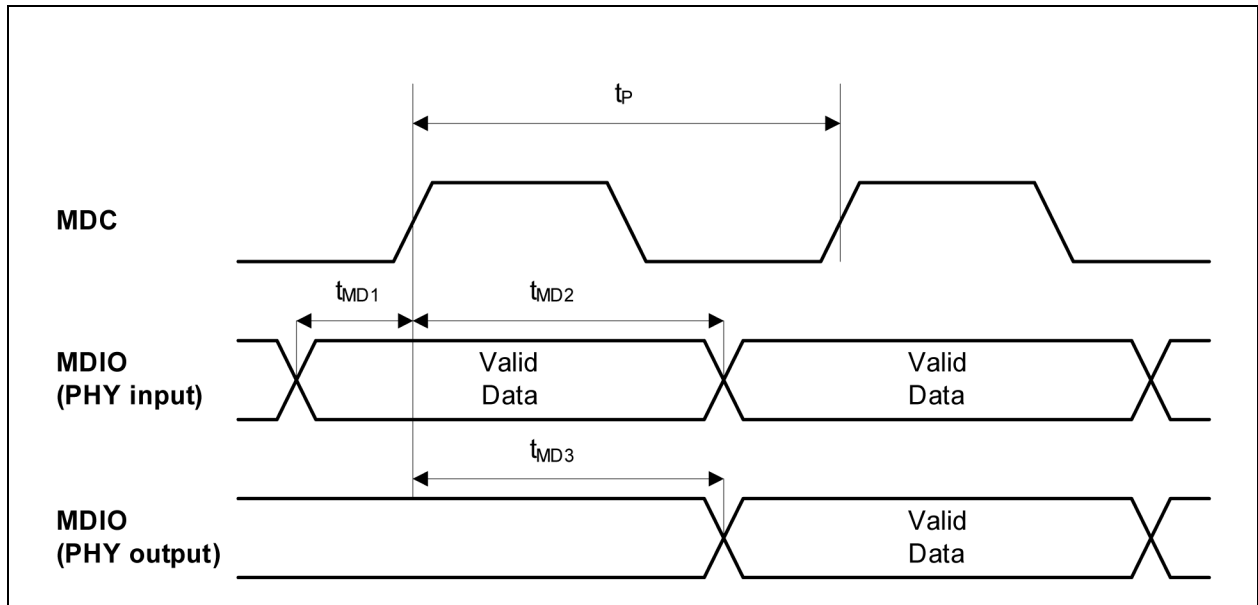 tP
MDC
tMD1
tMD2
MDIO
(PHY input)
Valid
Data
Valid
Data
tMD3
MDIO
(PHY output)
Valid
Data